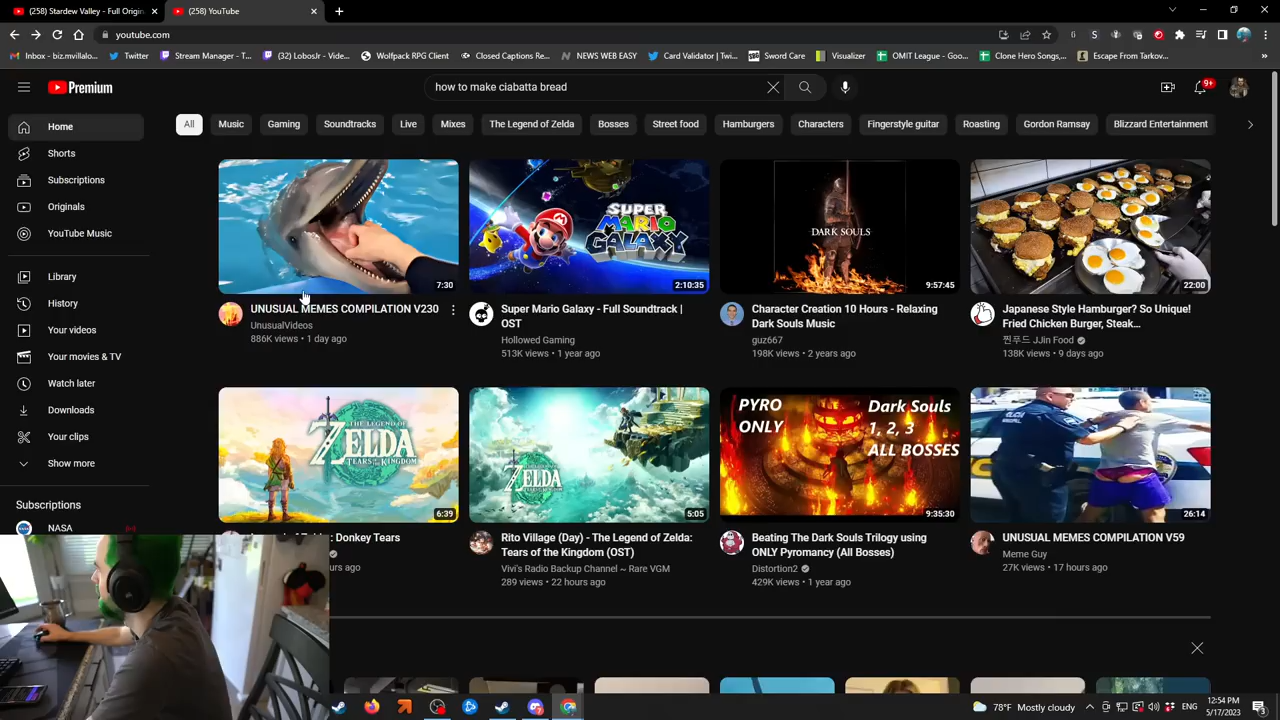 (258) Stardew Valley - Full Origin
(258) YouTube
youtube.com
Inbox - biz.mvillalo
Twitter
Stream Manager - T...
(32) LobosJr - Vide...
Wolfpack RPG Client
Closed Captions Re...
NEWS WEB EASY
Card Validator | Twi...
Sword Care
Visualizer
OMIT League - Goo...
Clone Hero Songs,...
Escape From Tarkov...
Premium
how to make ciabatta bread
9+
Home
Shorts
Subscriptions
Originals
YouTube Music
Library
History
Your videos
Your movies & TV
Watch later
Downloads
Your clips
Show more
Subscriptions
NASA
All
Music
Gaming
Soundtracks
Live
Mixes
The Legend of Zelda
Bosses
Street food
Hamburgers
Characters
Fingerstyle guitar
Roasting
Gordon Ramsay
Blizzard Entertainment
7:30
UNUSUAL MEMES COMPILATION V230
UnusualVideos
886K views • 1 day ago
SUPER
MARIO
GALAXY
2:10:35
Super Mario Galaxy - Full Soundtrack |
OST
Hollowed Gaming
513K views • 1 year ago
DARK SOULS
9:57:45
Character Creation 10 Hours - Relaxing
Dark Souls Music
guz667
198K views • 2 years ago
22:00
Japanese Style Hamburger? So Unique!
Fried Chicken Burger, Steak...
찐푸드 JJin Food
138K views • 9 days ago
THE LEGEND OF
ZELDA
TEARS OF THE KINGDOM
6:39
Donkey Tears
urs ago
ZELDA
5:05
Rito Village (Day) - The Legend of Zelda:
Tears of the Kingdom (OST)
Vivi's Radio Backup Channel ~ Rare VGM
289 views • 22 hours ago
PYRO
ONLY
Dark Souls
1, 2, 3
ALL BOSSES
9:35:30
Beating The Dark Souls Trilogy using
ONLY Pyromancy (All Bosses)
Distortion2
429K views • 1 year ago
26:14
UNUSUAL MEMES COMPILATION V59
Meme Guy
27K views • 17 hours ago
78°F Mostly cloudy
ENG
12:54 PM
5/17/2023